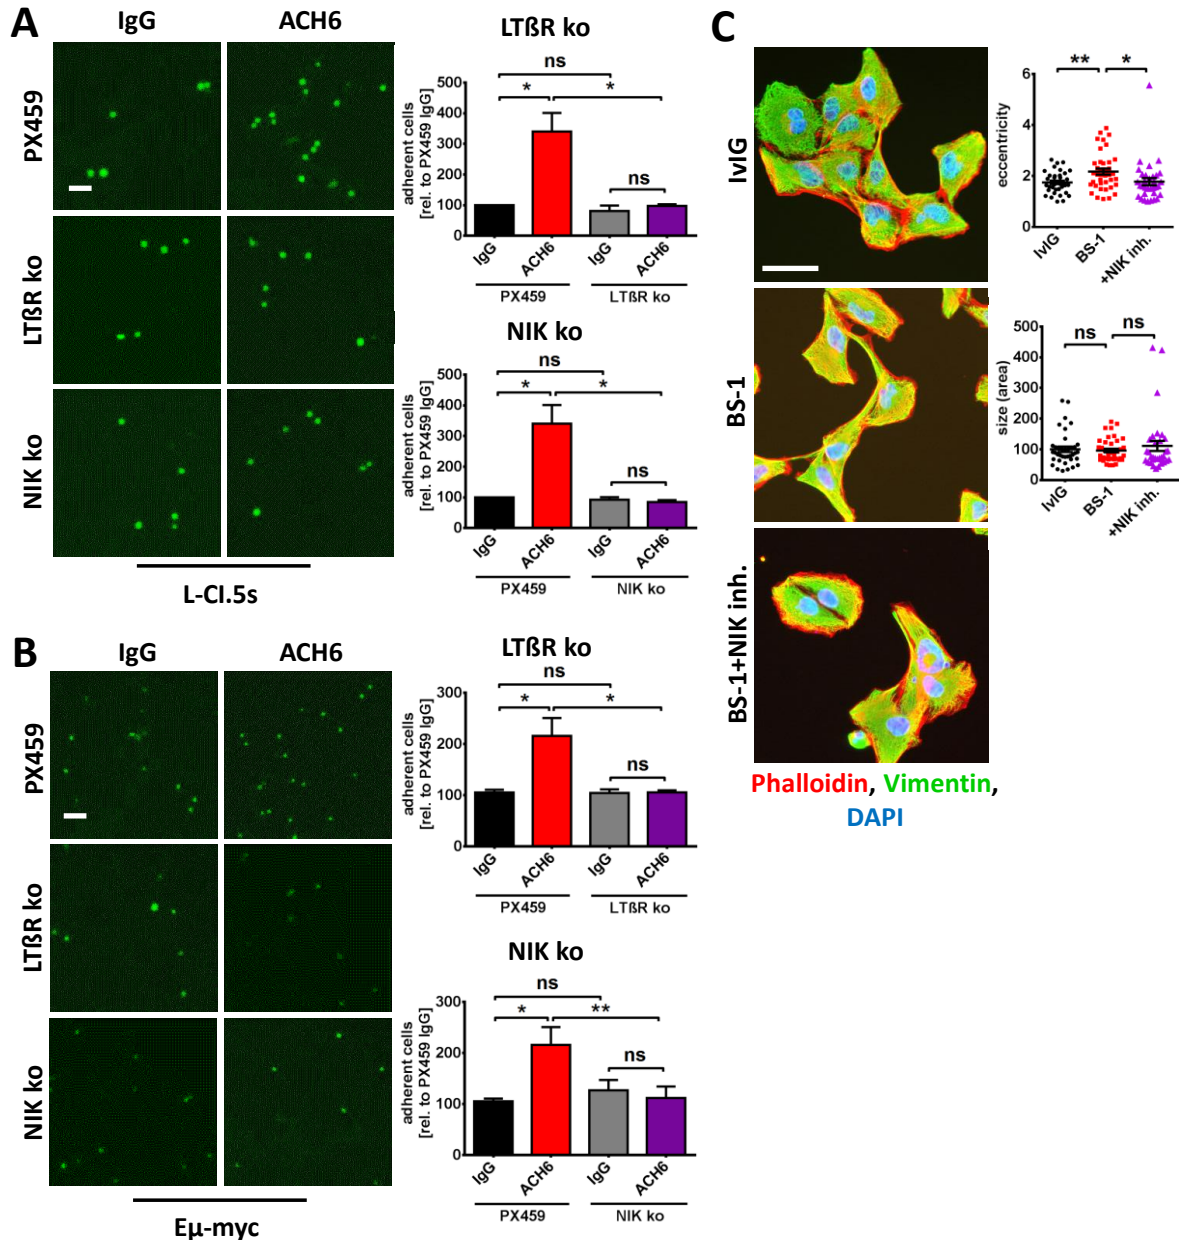 A
IgG
ACH6
PX459
LTßR ko
NIK ko
L-CI.5s
LTßR ko
adherent cells
[rel. to PX459 IgG]
500
400
300
200
100
0
ns
*
*
ns
IgG
ACH6
IgG
ACH6
PX459
LTßR ko
NIK ko
adherent cells
[rel. to PX459 IgG]
500
400
300
200
100
0
ns
*
*
ns
IgG
ACH6
IgG
ACH6
PX459
NIK ko
B
IgG
ACH6
PX459
LTßR ko
NIK ko
Eµ-myc
LTßR ko
adherent cells
[rel. to PX459 IgG]
300
200
100
0
ns
*
*
ns
IgG
ACH6
IgG
ACH6
PX459
LTßR ko
NIK ko
adherent cells
[rel. to PX459 IgG]
300
200
100
0
ns
*
**
ns
IgG
ACH6
IgG
ACH6
PX459
NIK ko
C
IvIG
BS-1
BS-1+NIK inh.
Phalloidin, Vimentin,
DAPI
eccentricity
6
4
2
0
**
*
IvIG
BS-1
+NIK inh.
size (area)
500
400
300
200
100
0
ns
ns
IvIG
BS-1
+NIK inh.